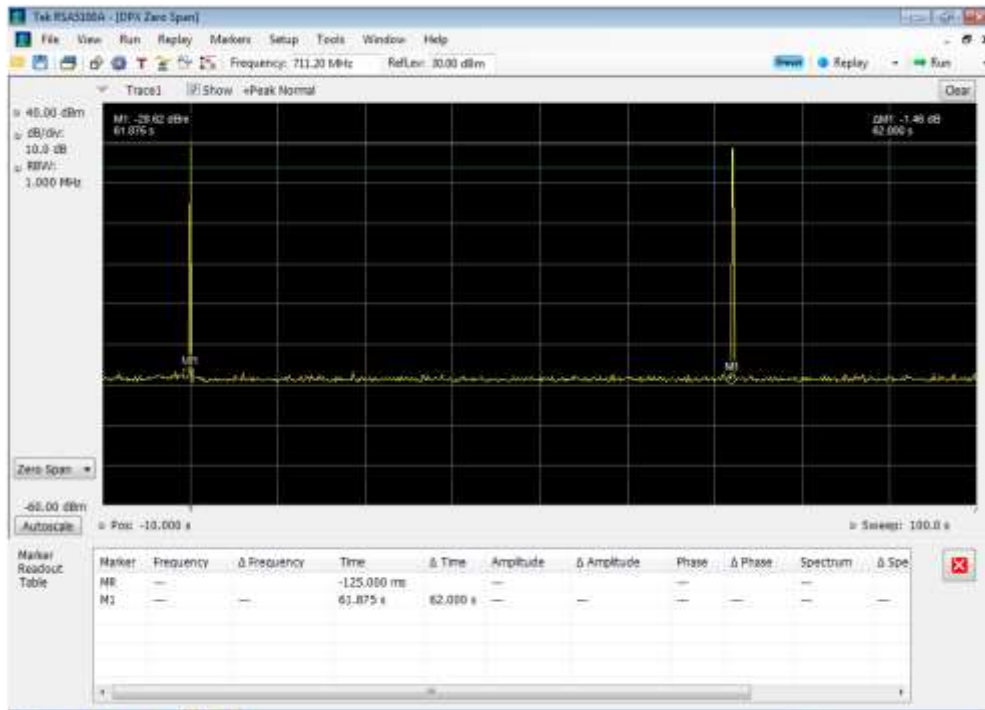 Tek RSA5100A - [DPX Zero Span]
File View Run Replay Markers Setup Tools Window Help
T Frequency: 711.20 MHz RefLev: 30.00 dBm Preset Replay Run
Trace1 Show +Peak Normal Clear
40.00 dBm
dB/div:
10.0 dB
RBW:
1.000 MHz
M1: -28.62 dBm
61.875 s
ΔM1: -1.46 dB
62.000 s
MR
M1
Zero Span
-60.00 dBm
Autoscale Pos: -10.000 s Sweep: 100.0 s
Marker
Readout
Table
Marker Frequency Δ Frequency Time Δ Time Amplitude Δ Amplitude Phase Δ Phase Spectrum Δ Spe
MR --- -125.000 ms --- --- ---
M1 --- --- 61.875 s 62.000 s --- --- --- --- --- ---